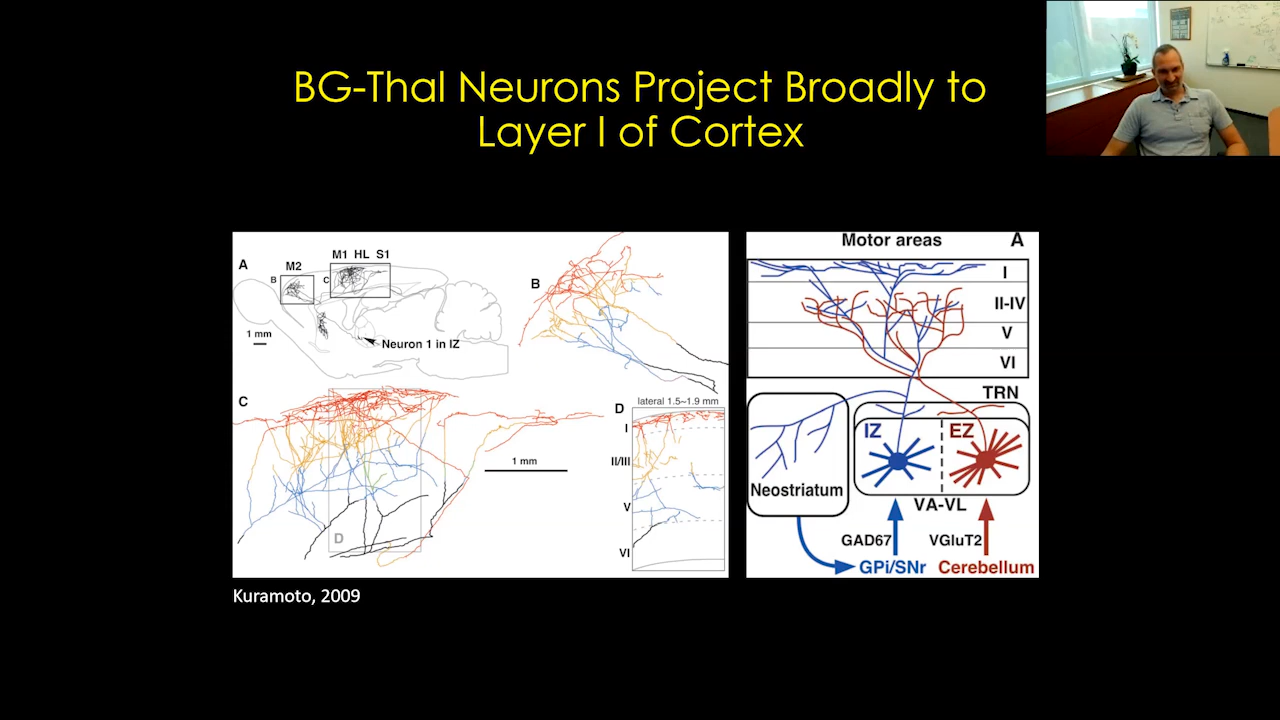 BG-Thal Neurons Project Broadly to
Layer I of Cortex
A
M2
M1 HL S1
B
C
1 mm
Neuron 1 in IZ
B
C
1 mm
D
D
lateral 1.5~1.9 mm
I
II/III
V
VI
Motor areas
A
I
II-IV
V
VI
TRN
IZ
EZ
Neostriatum
VA-VL
GAD67
VGluT2
GPi/SNr
Cerebellum
Kuramoto, 2009